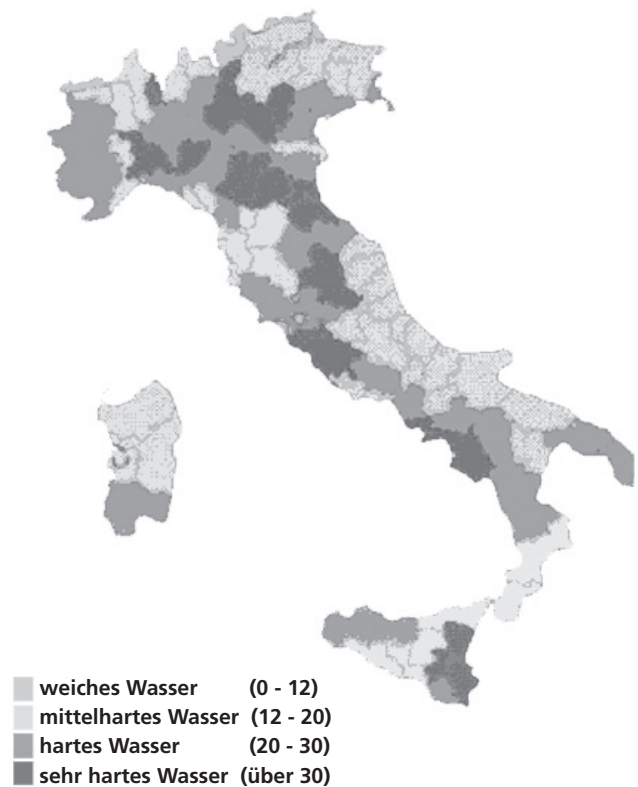 weiches Wasser (0 - 12)
mittelhartes Wasser (12 - 20)
hartes Wasser (20 - 30)
sehr hartes Wasser (über 30)